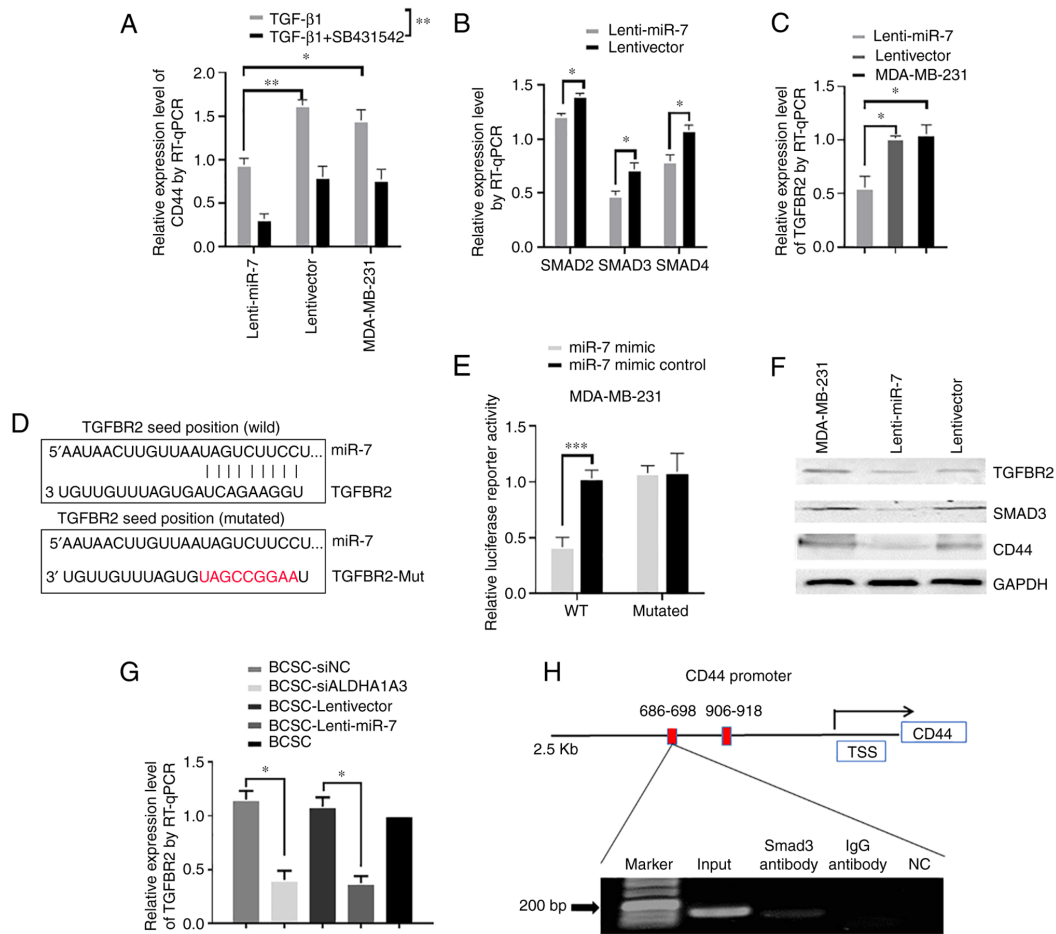 A
TGF-β1
TGF-β1+SB431542
**
Relative expression level
of CD44 by RT-qPCR
2.0
1.5
1.0
0.5
0.0
*
**
Lenti-miR-7
Lentivector
MDA-MB-231
B
Lenti-miR-7
Lentivector
Relative expression level
by RT-qPCR
1.5
1.0
0.5
0.0
*
*
*
SMAD2 SMAD3 SMAD4
C
Lenti-miR-7
Lentivector
MDA-MB-231
Relative expression level
of TGFBR2 by RT-qPCR
1.5
1.0
0.5
0.0
*
*
D
TGFBR2 seed position (wild)
5′AAUAACUUGUUAAUAGUCUUCCU... miR-7
3 UGUUGUUUAGUGAUCAGAAGGU TGFBR2
TGFBR2 seed position (mutated)
5′AAUAACUUGUUAAUAGUCUUCCU... miR-7
3′ UGUUGUUUAGUGUAGCCGGAAU TGFBR2-Mut
E
miR-7 mimic
miR-7 mimic control
MDA-MB-231
Relative luciferase reporter activity
1.5
1.0
0.5
0.0
***
WT Mutated
F
MDA-MB-231
Lenti-miR-7
Lentivector
TGFBR2
SMAD3
CD44
GAPDH
G
BCSC-siNC
BCSC-siALDHA1A3
BCSC-Lentivector
BCSC-Lenti-miR-7
BCSC
Relative expression level
of TGFBR2 by RT-qPCR
1.5
1.0
0.5
0.0
*
*
H
CD44 promoter
686-698 906-918
2.5 Kb
TSS
CD44
Marker Input Smad3 antibody IgG antibody NC
200 bp